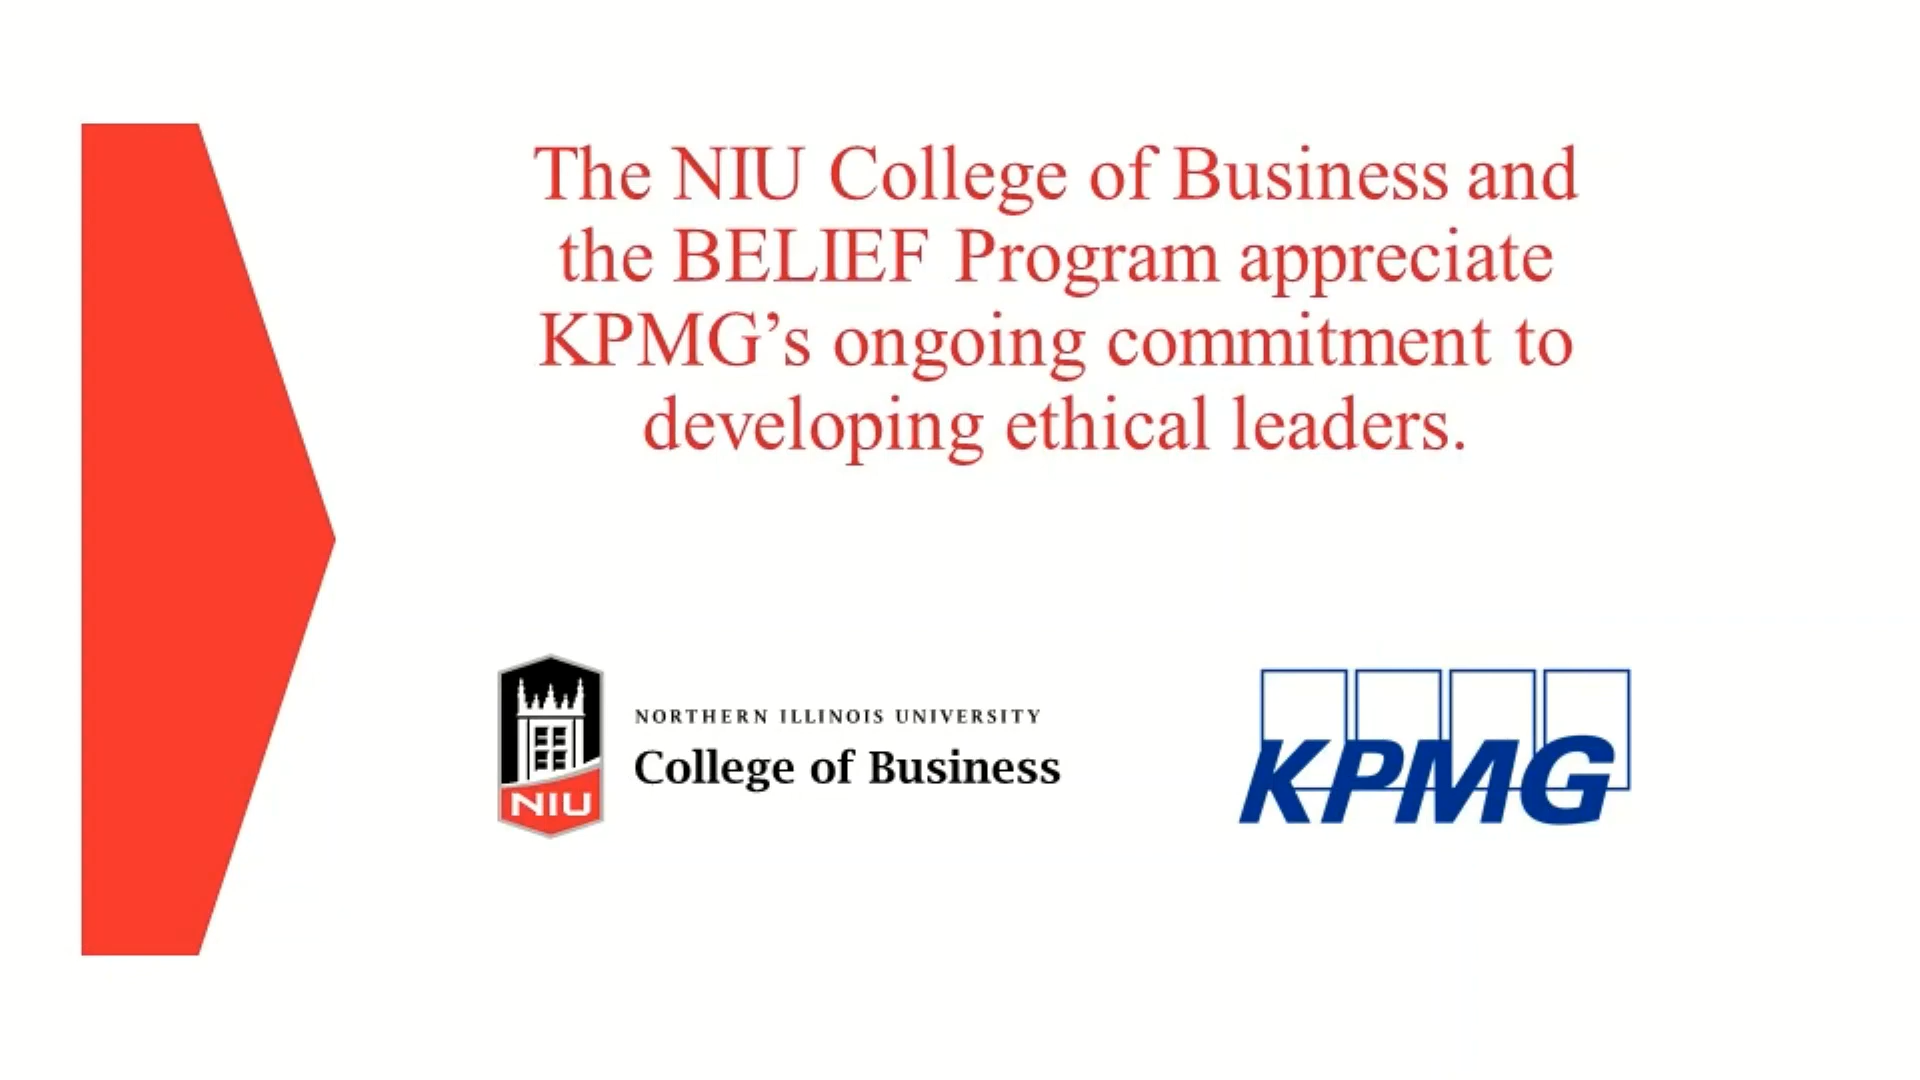 The NIU College of Business and
the BELIEF Program appreciate
KPMG’s ongoing commitment to
developing ethical leaders.
NORTHERN ILLINOIS UNIVERSITY
College of Business
NIU
KPMG